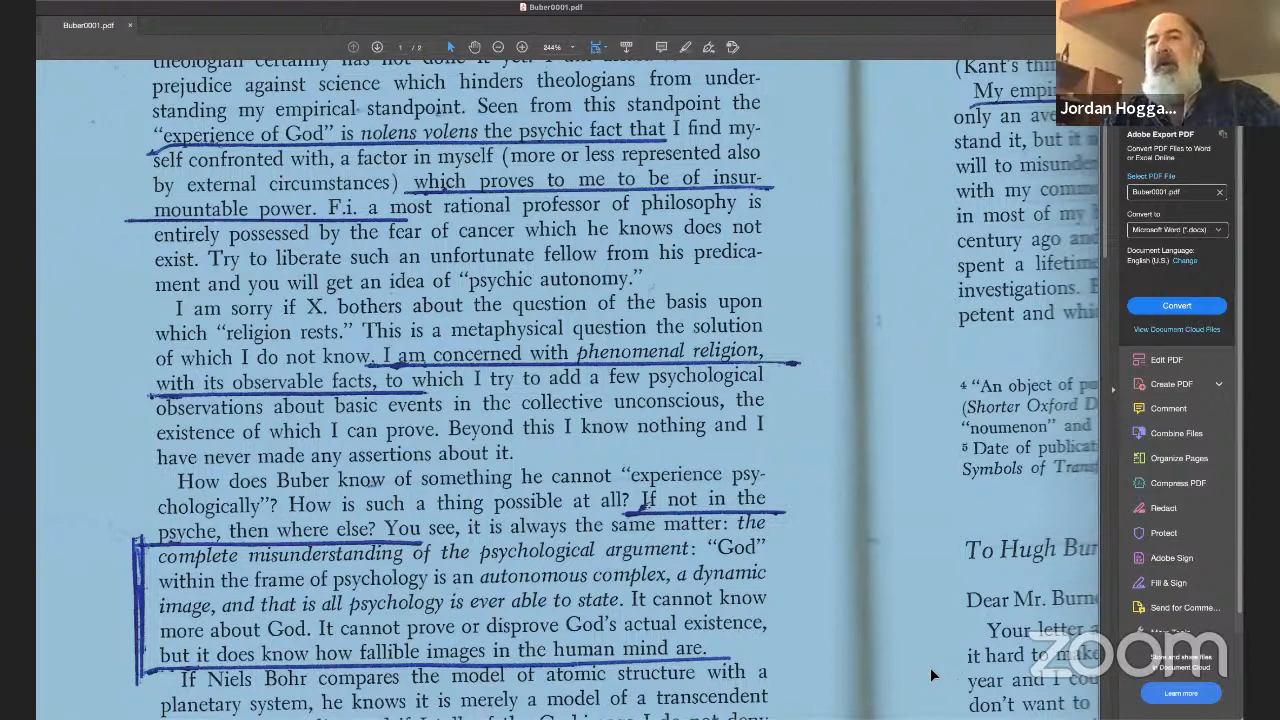 Buber0001.pdf
Buber0001.pdf ×
1 / 2
244%
prejudice against science which hinders theologians from under-
standing my empirical standpoint. Seen from this standpoint the
“experience of God” is nolens volens the psychic fact that I find my-
self confronted with, a factor in myself (more or less represented also
by external circumstances) which proves to me to be of insur-
mountable power. F.i. a most rational professor of philosophy is
entirely possessed by the fear of cancer which he knows does not
exist. Try to liberate such an unfortunate fellow from his predica-
ment and you will get an idea of “psychic autonomy.”
I am sorry if X. bothers about the question of the basis upon
which “religion rests.” This is a metaphysical question the solution
of which I do not know. I am concerned with phenomenal religion,
with its observable facts, to which I try to add a few psychological
observations about basic events in the collective unconscious, the
existence of which I can prove. Beyond this I know nothing and I
have never made any assertions about it.
How does Buber know of something he cannot “experience psy-
chologically”? How is such a thing possible at all? If not in the
psyche, then where else? You see, it is always the same matter: the
complete misunderstanding of the psychological argument: “God”
within the frame of psychology is an autonomous complex, a dynamic
image, and that is all psychology is ever able to state. It cannot know
more about God. It cannot prove or disprove God’s actual existence,
but it does know how fallible images in the human mind are.
If Niels Bohr compares the model of atomic structure with a
planetary system, he knows it is merely a model of a transcendent
(Kant’s
My
only an
stand it, but it
will to
with my
in most of my
century ago and
spent a
investigations.
petent and
4 “An object of
(Shorter Oxford
“noumenon” and
5 Date of
Symbols of
To Hugh
Dear Mr.
Your letter
it hard to make
year and I
don’t want to
Jordan Hogga...
Adobe Export PDF
Convert PDF Files to Word
or Excel Online
Select PDF File
Buber0001.pdf ×
Convert to
Microsoft Word (*.docx)
Document Language:
English (U.S.) Change
Convert
View Document Cloud Files
Edit PDF
Create PDF
Comment
Combine Files
Organize Pages
Compress PDF
Redact
Protect
Adobe Sign
Fill & Sign
Send for Comme...
More Tools
Store and share files
in Document Cloud
Learn more
zoom